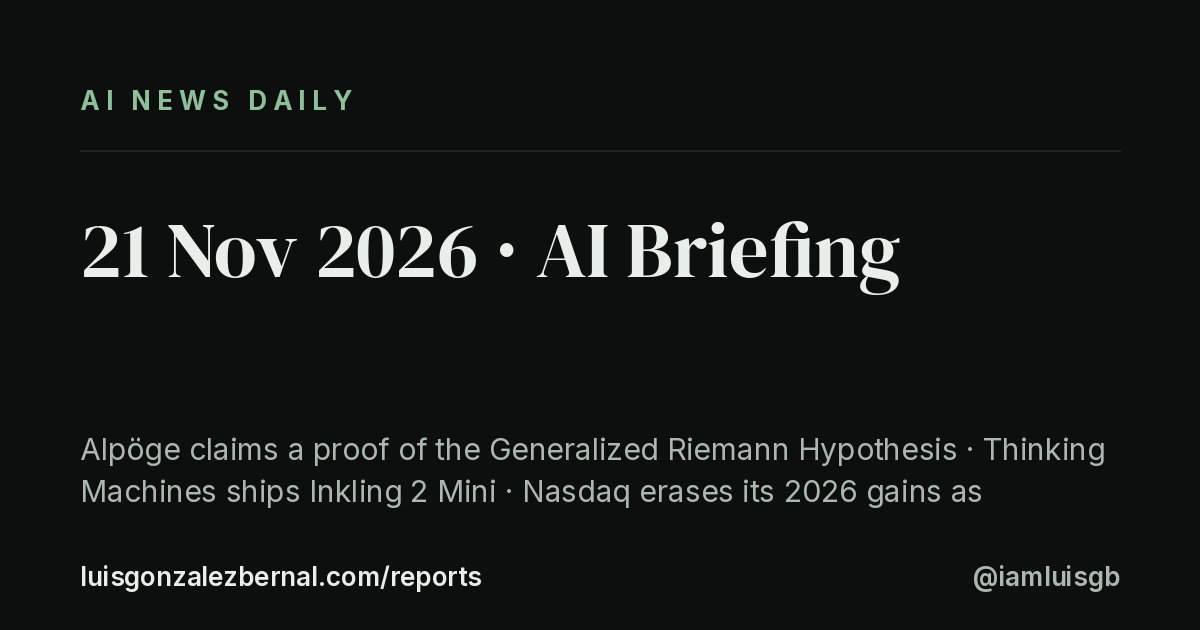 AI NEWS DAILY
21 Nov 2026 · AI Briefing
Alpöge claims a proof of the Generalized Riemann Hypothesis · Thinking
Machines ships Inkling 2 Mini · Nasdaq erases its 2026 gains as
luisgonzalezbernal.com/reports
@iamluisgb